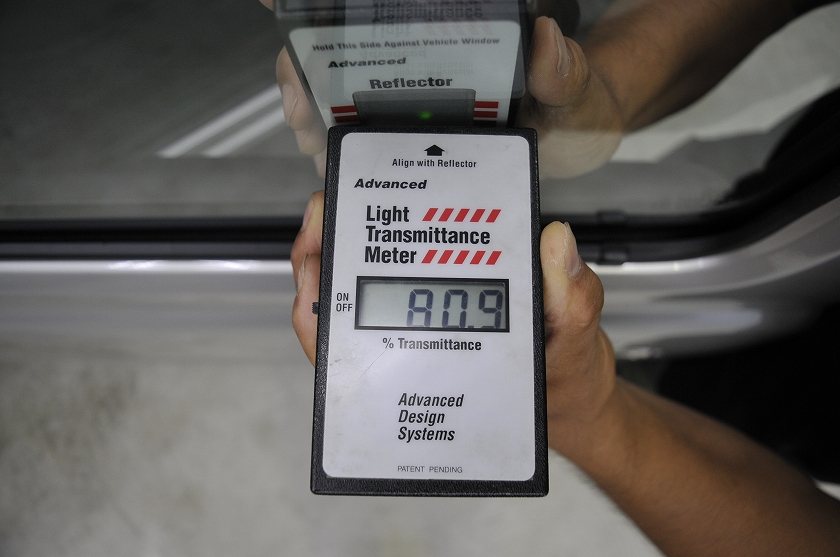 Light
Hold This Side Against Vehicle Window
Advanced
Reflector
Align with Reflector
Advanced
Light
Transmittance
Meter
ON
OFF
80.9
% Transmittance
Advanced
Design
Systems
PATENT PENDING